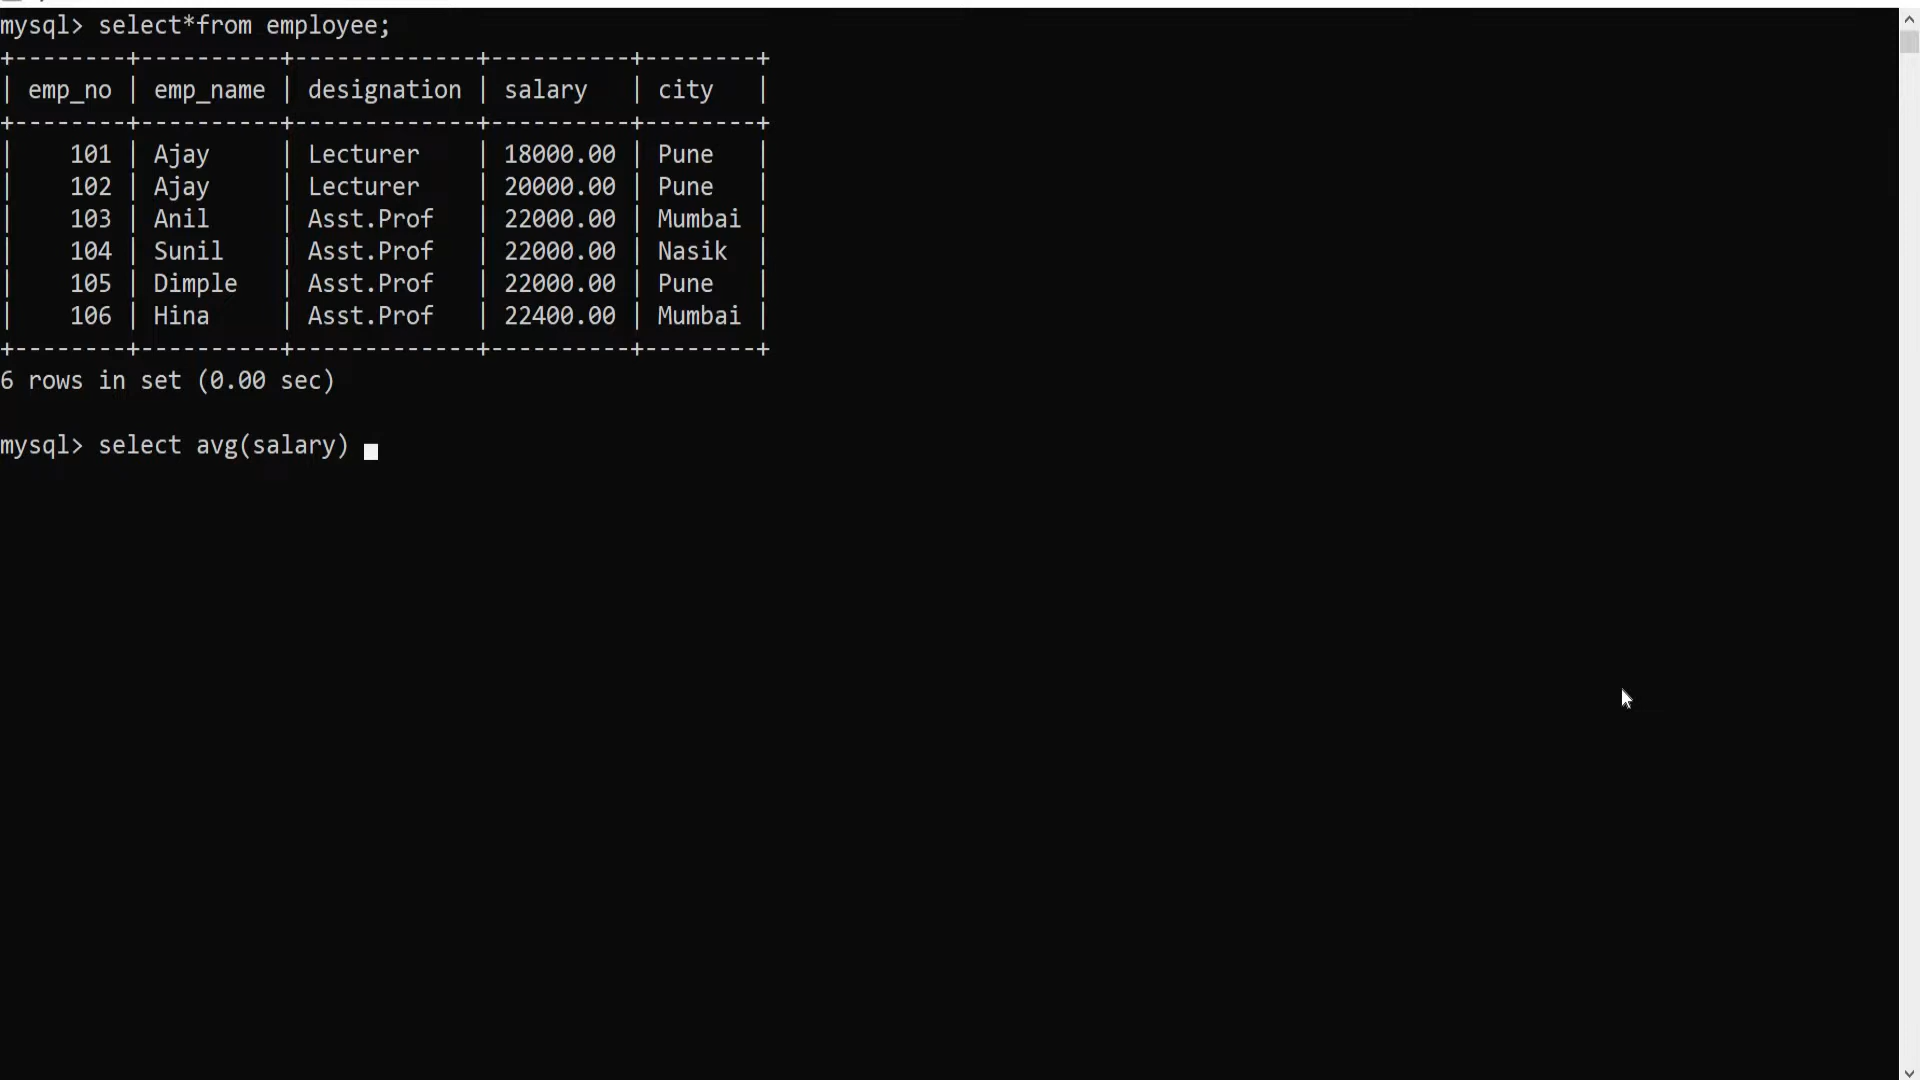 mysql> select*from employee;
+--------+----------+-------------+----------+--------+
| emp_no | emp_name | designation | salary   | city   |
+--------+----------+-------------+----------+--------+
|    101 | Ajay     | Lecturer    | 18000.00 | Pune   |
|    102 | Ajay     | Lecturer    | 20000.00 | Pune   |
|    103 | Anil     | Asst.Prof   | 22000.00 | Mumbai |
|    104 | Sunil    | Asst.Prof   | 22000.00 | Nasik  |
|    105 | Dimple   | Asst.Prof   | 22000.00 | Pune   |
|    106 | Hina     | Asst.Prof   | 22400.00 | Mumbai |
+--------+----------+-------------+----------+--------+
6 rows in set (0.00 sec)
mysql> select avg(salary)